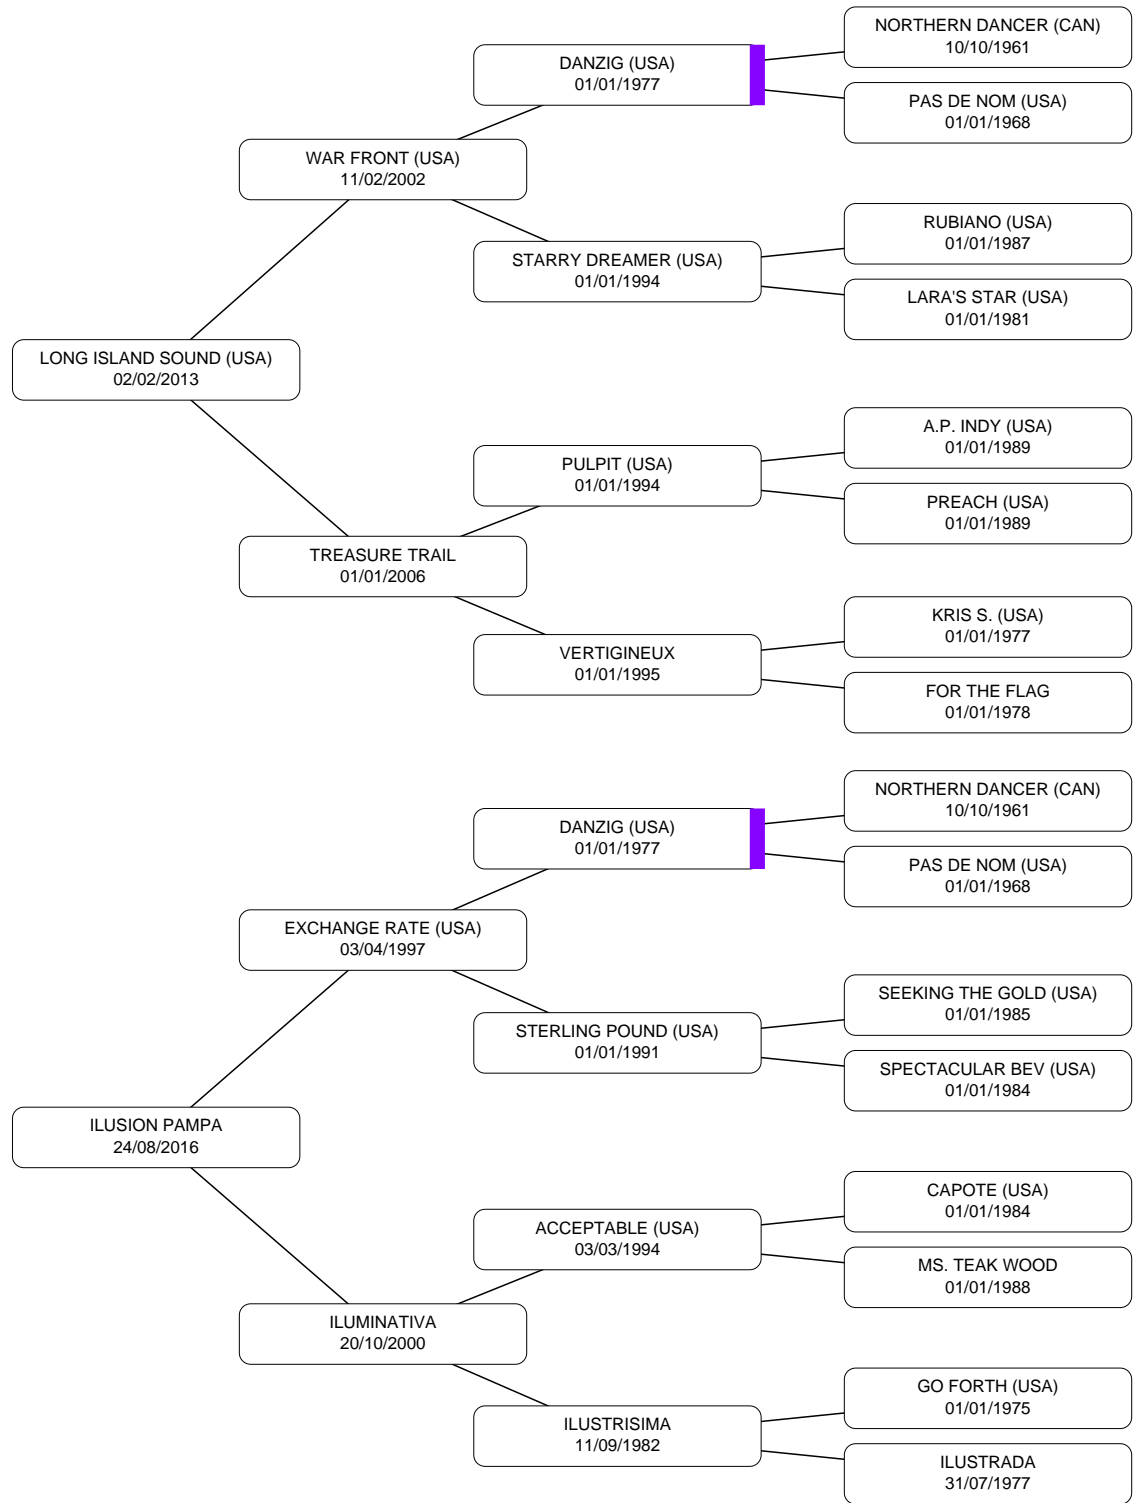 NORTHERN DANCER (CAN)
10/10/1961
DANZIG (USA)
01/01/1977
PAS DE NOM (USA)
01/01/1968
WAR FRONT (USA)
11/02/2002
RUBIANO (USA)
01/01/1987
STARRY DREAMER (USA)
01/01/1994
LARA'S STAR (USA)
01/01/1981
LONG ISLAND SOUND (USA)
02/02/2013
A.P. INDY (USA)
01/01/1989
PULPIT (USA)
01/01/1994
PREACH (USA)
01/01/1989
TREASURE TRAIL
01/01/2006
KRIS S. (USA)
01/01/1977
VERTIGINEUX
01/01/1995
FOR THE FLAG
01/01/1978
NORTHERN DANCER (CAN)
10/10/1961
DANZIG (USA)
01/01/1977
PAS DE NOM (USA)
01/01/1968
EXCHANGE RATE (USA)
03/04/1997
SEEKING THE GOLD (USA)
01/01/1985
STERLING POUND (USA)
01/01/1991
SPECTACULAR BEV (USA)
01/01/1984
ILUSION PAMPA
24/08/2016
CAPOTE (USA)
01/01/1984
ACCEPTABLE (USA)
03/03/1994
MS. TEAK WOOD
01/01/1988
ILUMINATIVA
20/10/2000
GO FORTH (USA)
01/01/1975
ILUSTRISIMA
11/09/1982
ILUSTRADA
31/07/1977